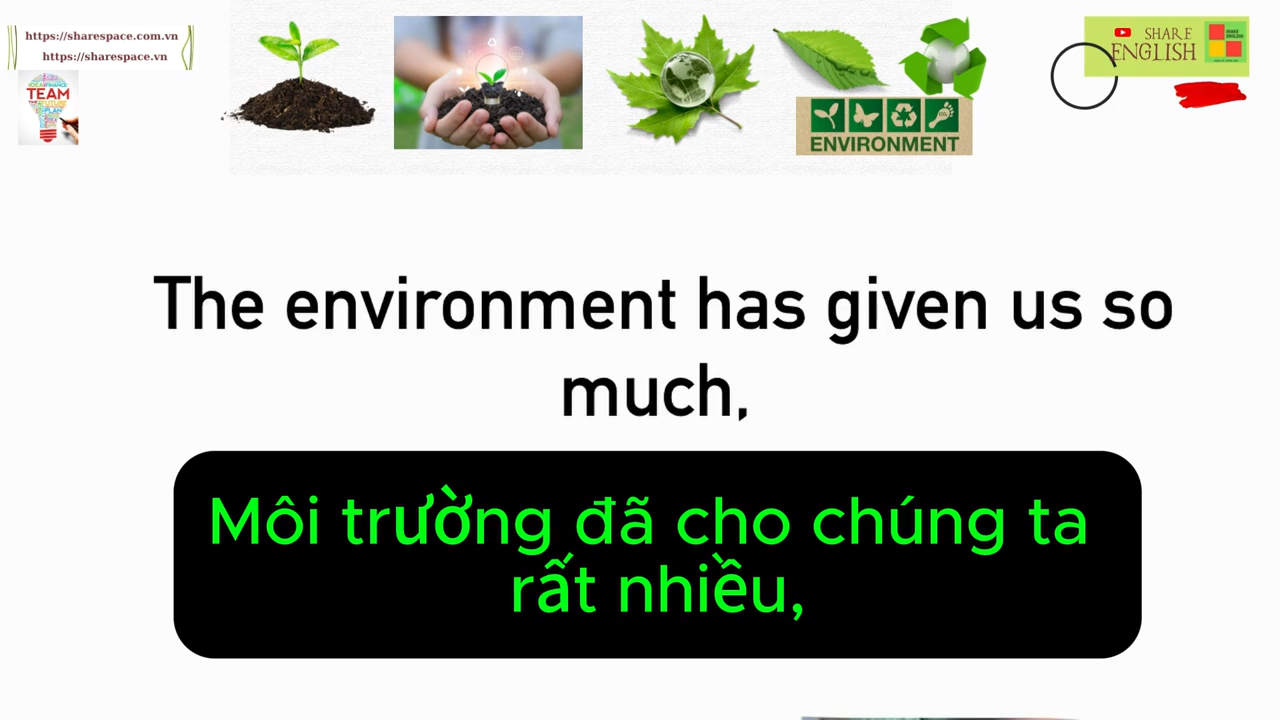 https://sharespace.com.vn
https://sharespace.vn
TEAM
PLAN
ENVIRONMENT
SHARE
ENGLISH
The environment has given us so
much,
Môi trường đã cho chúng ta
rất nhiều,